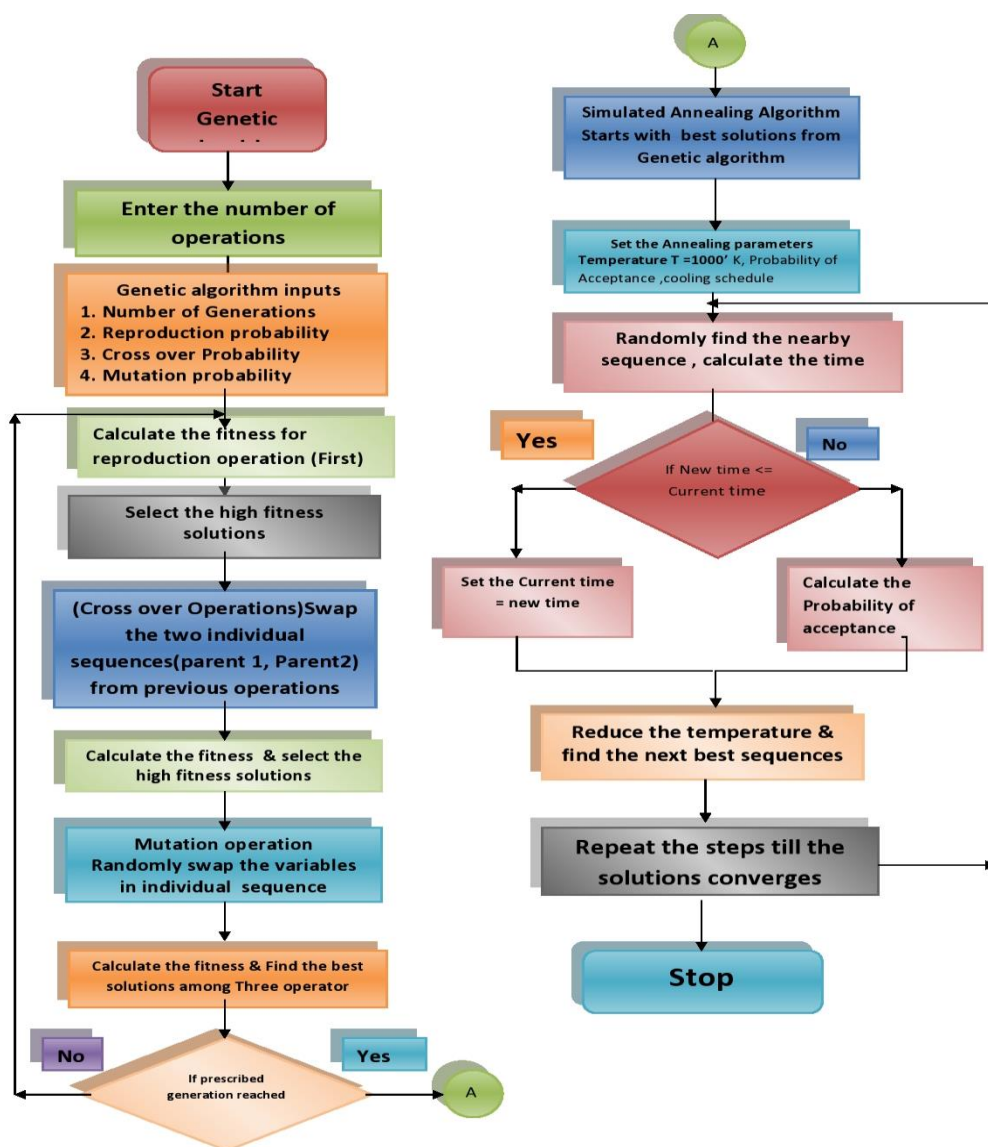 Start
Genetic
Enter the number of
operations
Genetic algorithm inputs
1. Number of Generations
2. Reproduction probability
3. Cross over Probability
4. Mutation probability
Calculate the fitness for
reproduction operation (First)
Select the high fitness
solutions
(Cross over Operations)Swap
the two individual
sequences(parent 1, Parent2)
from previous operations
Calculate the fitness & select the
high fitness solutions
Mutation operation
Randomly swap the variables
in individual sequence
Calculate the fitness & Find the best
solutions among Three operator
No
Yes
If prescribed
generation reached
A
A
Simulated Annealing Algorithm
Starts with best solutions from
Genetic algorithm
Set the Annealing parameters
Temperature T =1000' K, Probability of
Acceptance ,cooling schedule
Randomly find the nearby
sequence , calculate the time
Yes
No
If New time <=
Current time
Set the Current time
= new time
Calculate the
Probability of
acceptance
Reduce the temperature &
find the next best sequences
Repeat the steps till the
solutions converges
Stop